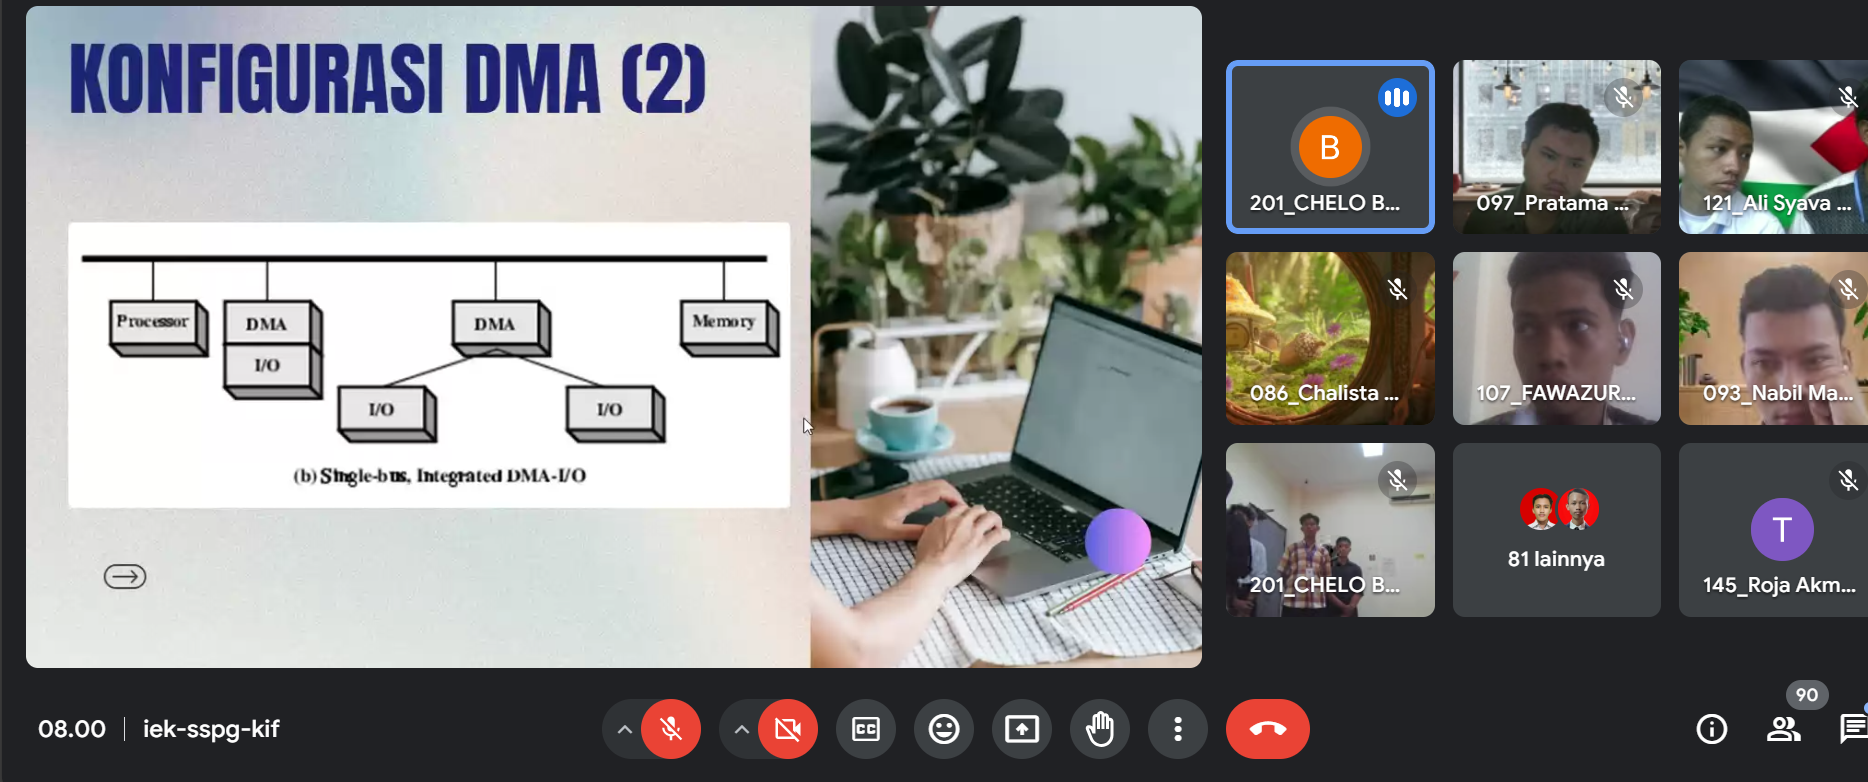 KONFIGURASI DMA (2)
Processor
DMA
I/O
DMA
I/O
I/O
Memory
(b) Single-bus, Integrated DMA-I/O
B
201_CHELO B...
097_Pratama ...
121_Ali Syava ...
086_Chalista ...
107_FAWAZUR...
093_Nabil Ma...
201_CHELO B...
81 lainnya
T
145_Roja Akm...
08.00
iek-sspg-kif
CC
90